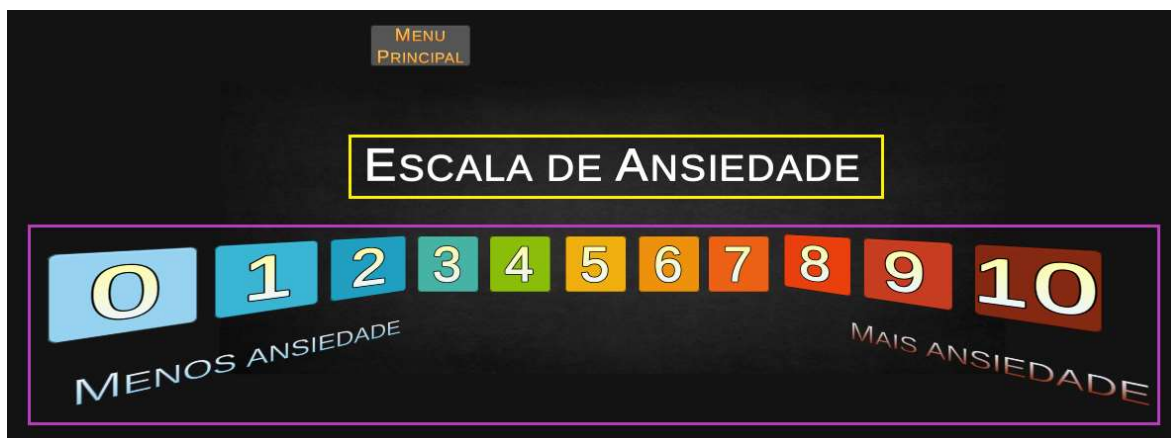 MENU
PRINCIPAL
ESCALA DE ANSIEDADE
0 1 2 3 4 5 6 7 8 9 10
MENOS ANSIEDADE MAIS ANSIEDADE